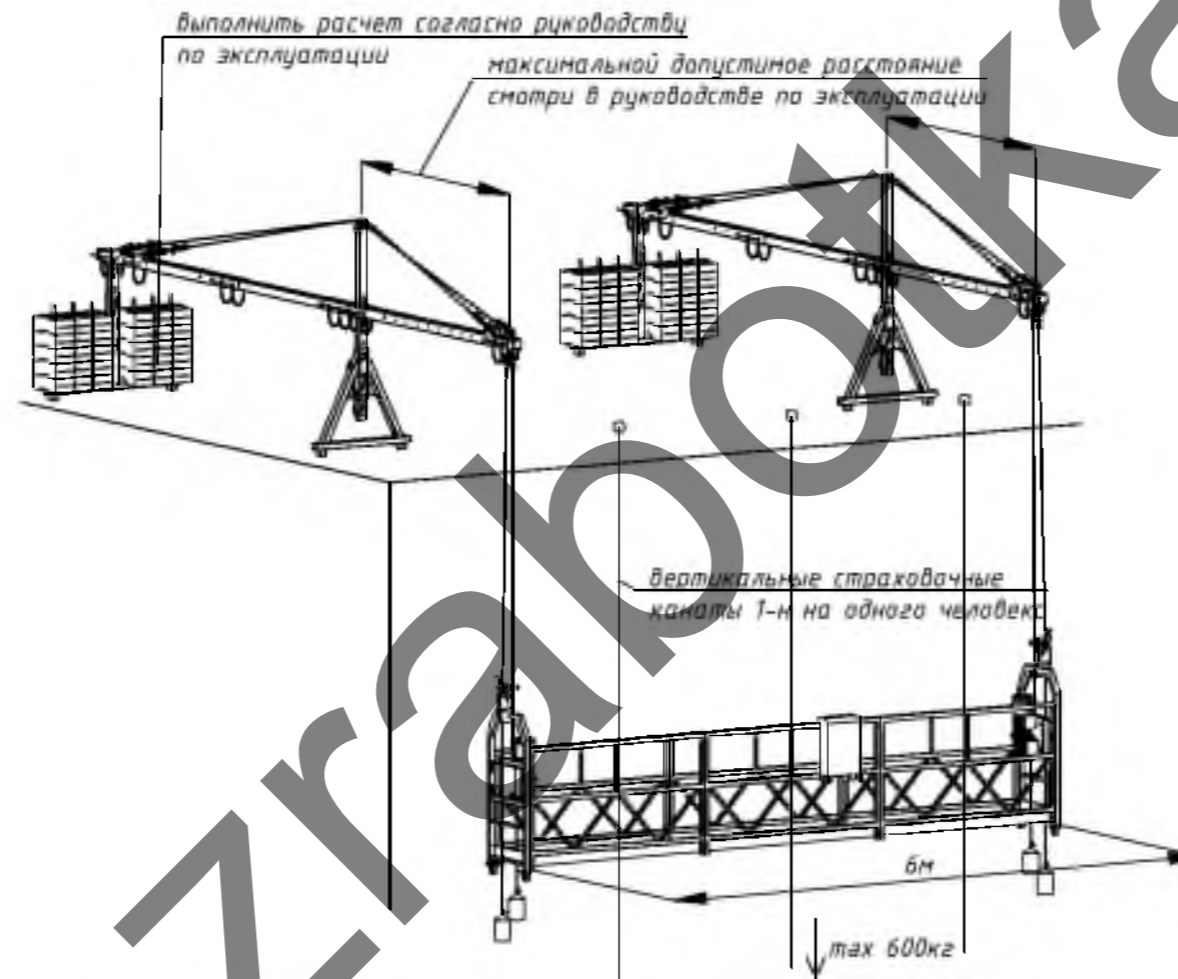 выполнить расчет согласно руководству
по эксплуатации
максимальной допустимое расстояние
смотри в руководстве по эксплуатации
вертикальные страховочные
канаты 1-н на одного человека
6м
max 600кг
zrabotka